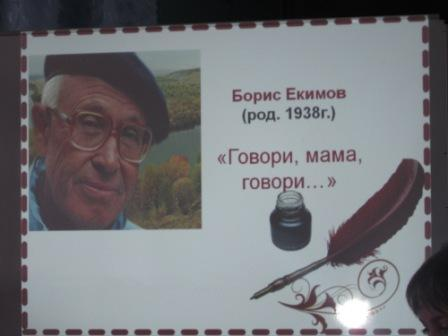 Борис Екимов
(род. 1938г.)
«Говори, мама,
говори…»